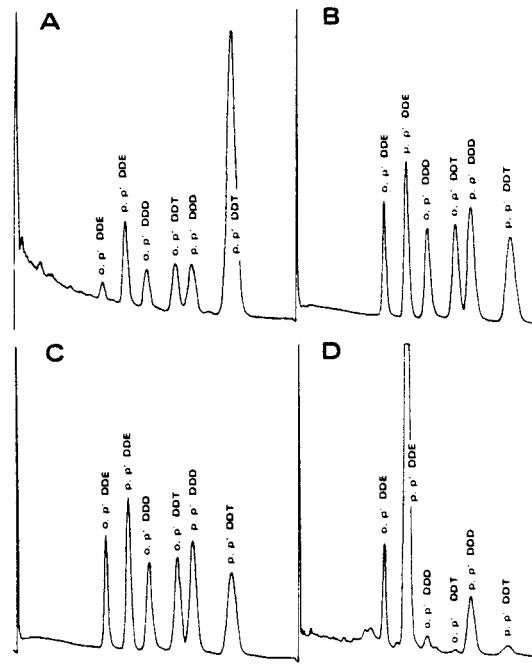 A
o, p' DDE
p, p' DDE
o, p' DDD
o, p' DDT
p, p' DDD
p, p' DDT
B
o, p' DDE
p, p' DDE
o, p' DDD
o, p' DDT
p, p' DDD
p, p' DDT
C
o, p' DDE
p, p' DDE
o, p' DDD
o, p' DDT
p, p' DDD
p, p' DDT
D
o, p' DDE
p, p' DDE
o, p' DDD
o, p' DDT
p, p' DDD
p, p' DDT